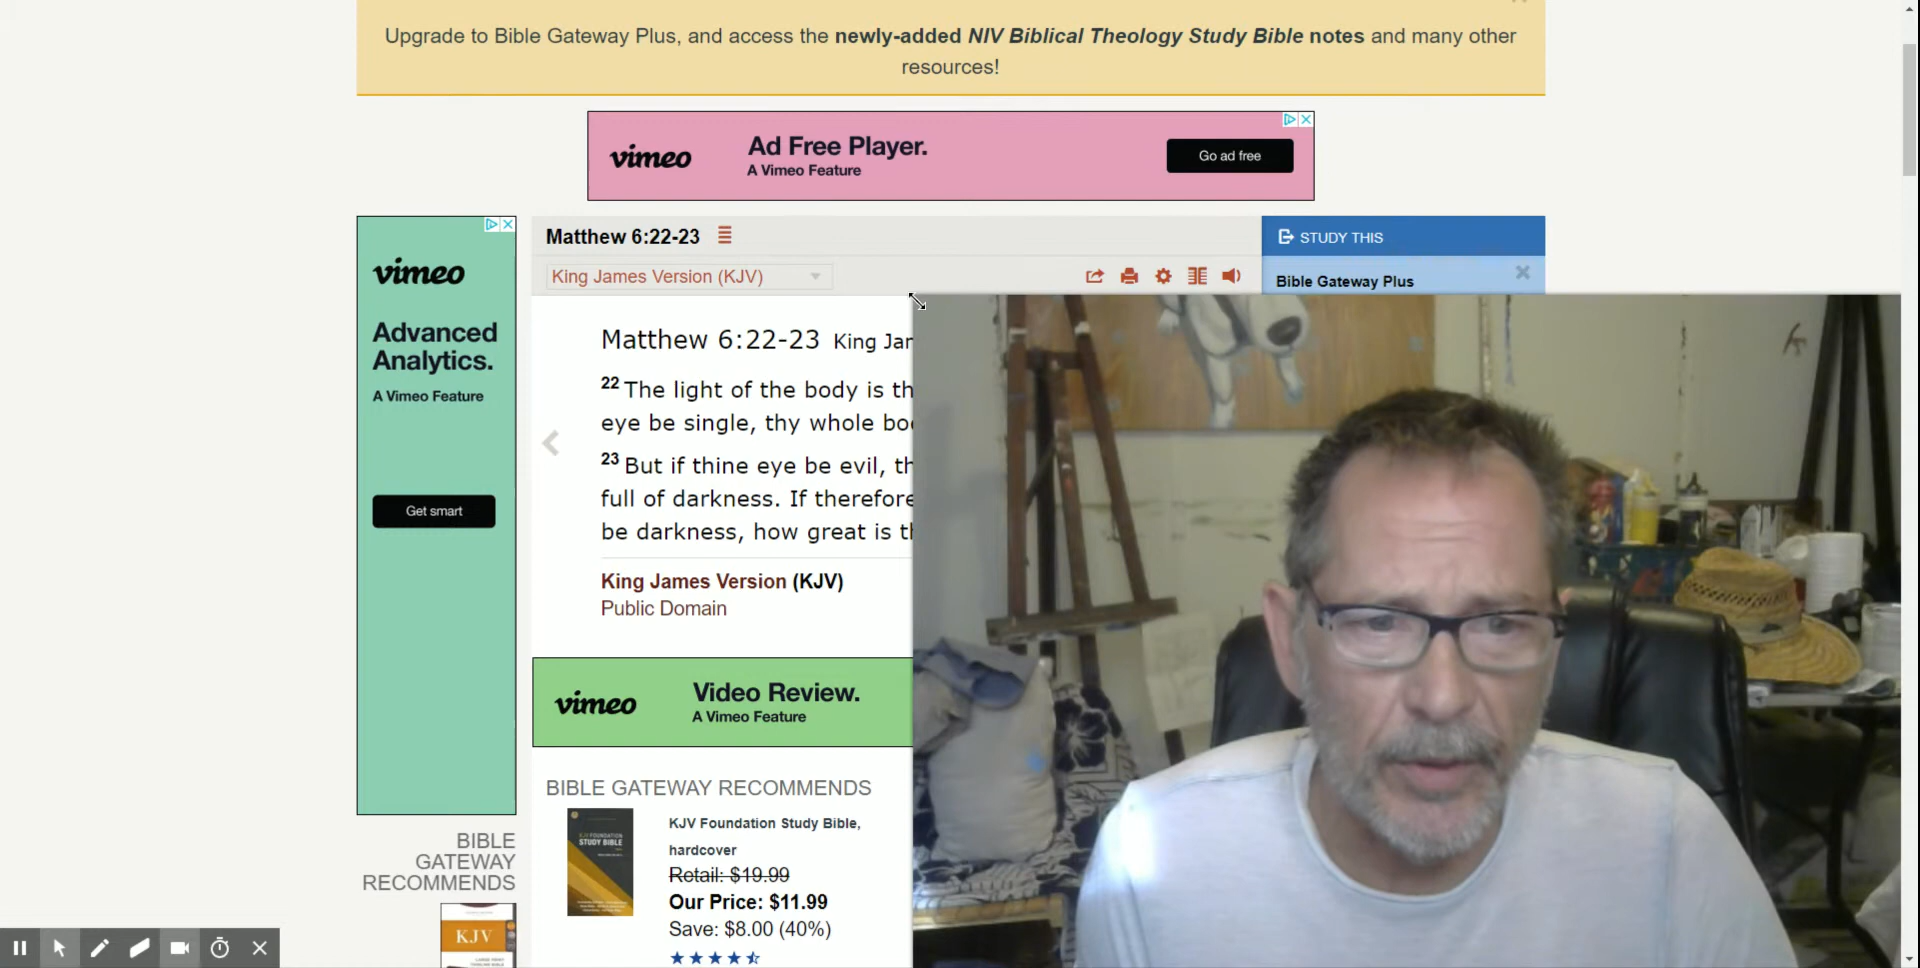 Upgrade to Bible Gateway Plus, and access the newly-added NIV Biblical Theology Study Bible notes and many other
resources!
vimeo
Ad Free Player.
A Vimeo Feature
Go ad free
vimeo
Advanced
Analytics.
A Vimeo Feature
Get smart
BIBLE
GATEWAY
RECOMMENDS
KJV
Matthew 6:22-23
King James Version (KJV)
STUDY THIS
Bible Gateway Plus
Matthew 6:22-23 King Jar
22 The light of the body is th
eye be single, thy whole bo
23 But if thine eye be evil, th
full of darkness. If therefore
be darkness, how great is t
King James Version (KJV)
Public Domain
vimeo
Video Review.
A Vimeo Feature
BIBLE GATEWAY RECOMMENDS
KJV FOUNDATION
STUDY BIBLE
KJV Foundation Study Bible,
hardcover
Retail: $19.99
Our Price: $11.99
Save: $8.00 (40%)